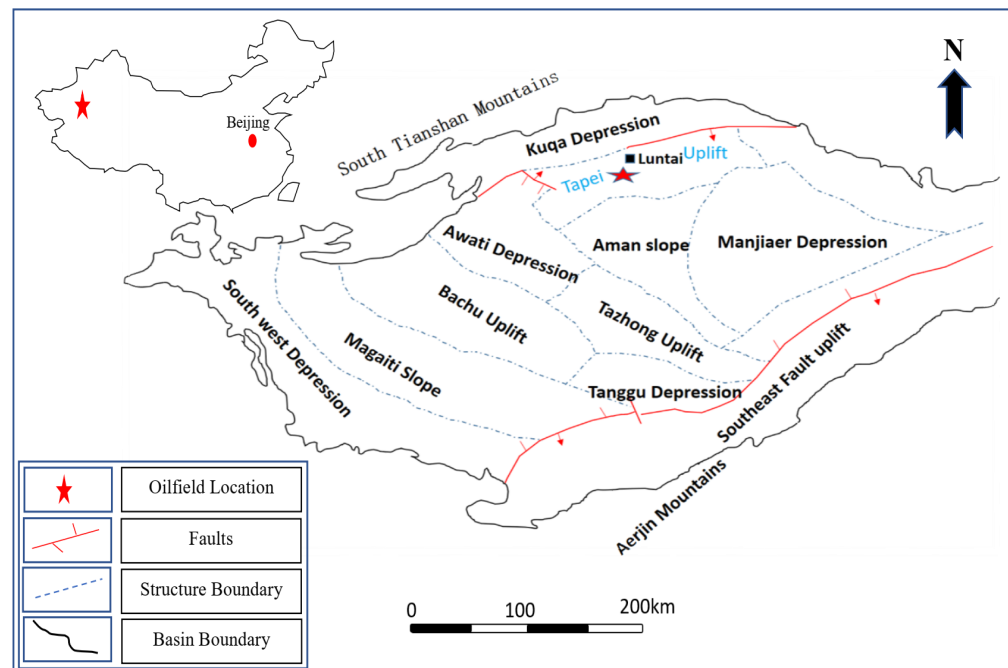 Beijing
N
South Tianshan Mountains
Kuqa Depression
Luntai
Uplift
Tapei
Awati Depression
Aman slope
Manjiaer Depression
Bachu Uplift
Tazhong Uplift
South west Depression
Magaiti Slope
Tanggu Depression
Southeast Fault uplift
Aerjin Mountains
Oilfield Location
Faults
Structure Boundary
Basin Boundary
0 100 200km